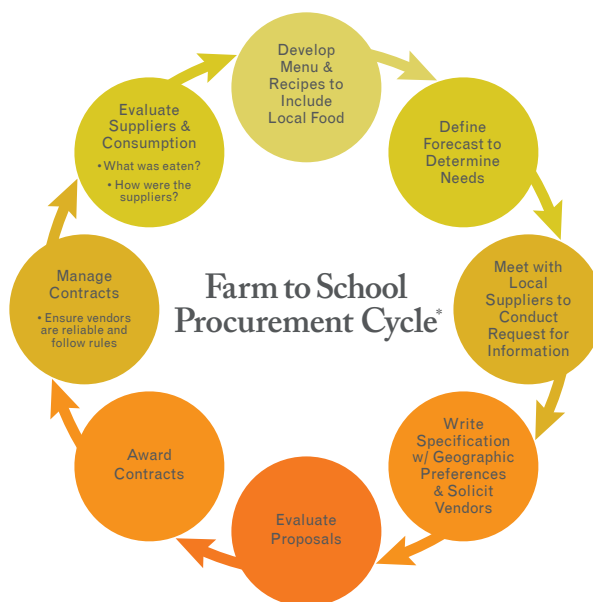 Develop
Menu &
Recipes to
Include
Local Food
Define
Forecast to
Determine
Needs
Meet with
Local
Suppliers to
Conduct
Request for
Information
Write
Specification
w/ Geographic
Preferences
& Solicit
Vendors
Evaluate
Proposals
Award
Contracts
Manage
Contracts
• Ensure vendors
are reliable and
follow rules
Evaluate
Suppliers &
Consumption
• What was eaten?
• How were the
suppliers?
Farm to School
Procurement Cycle*